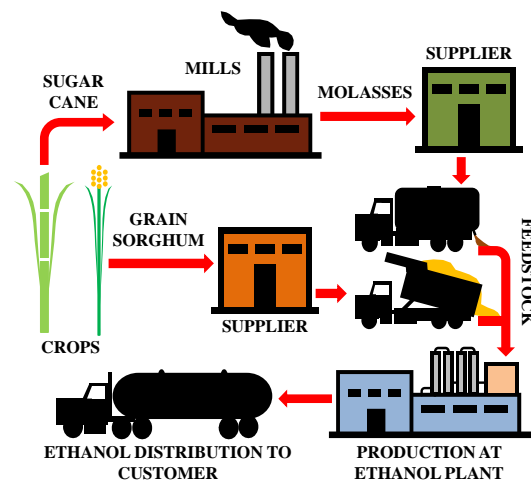 SUPPLIER
MILLS
SUGAR
CANE
MOLASSES
GRAIN
SORGHUM
FEEDSTOCK
SUPPLIER
CROPS
ETHANOL DISTRIBUTION TO
CUSTOMER
PRODUCTION AT
ETHANOL PLANT